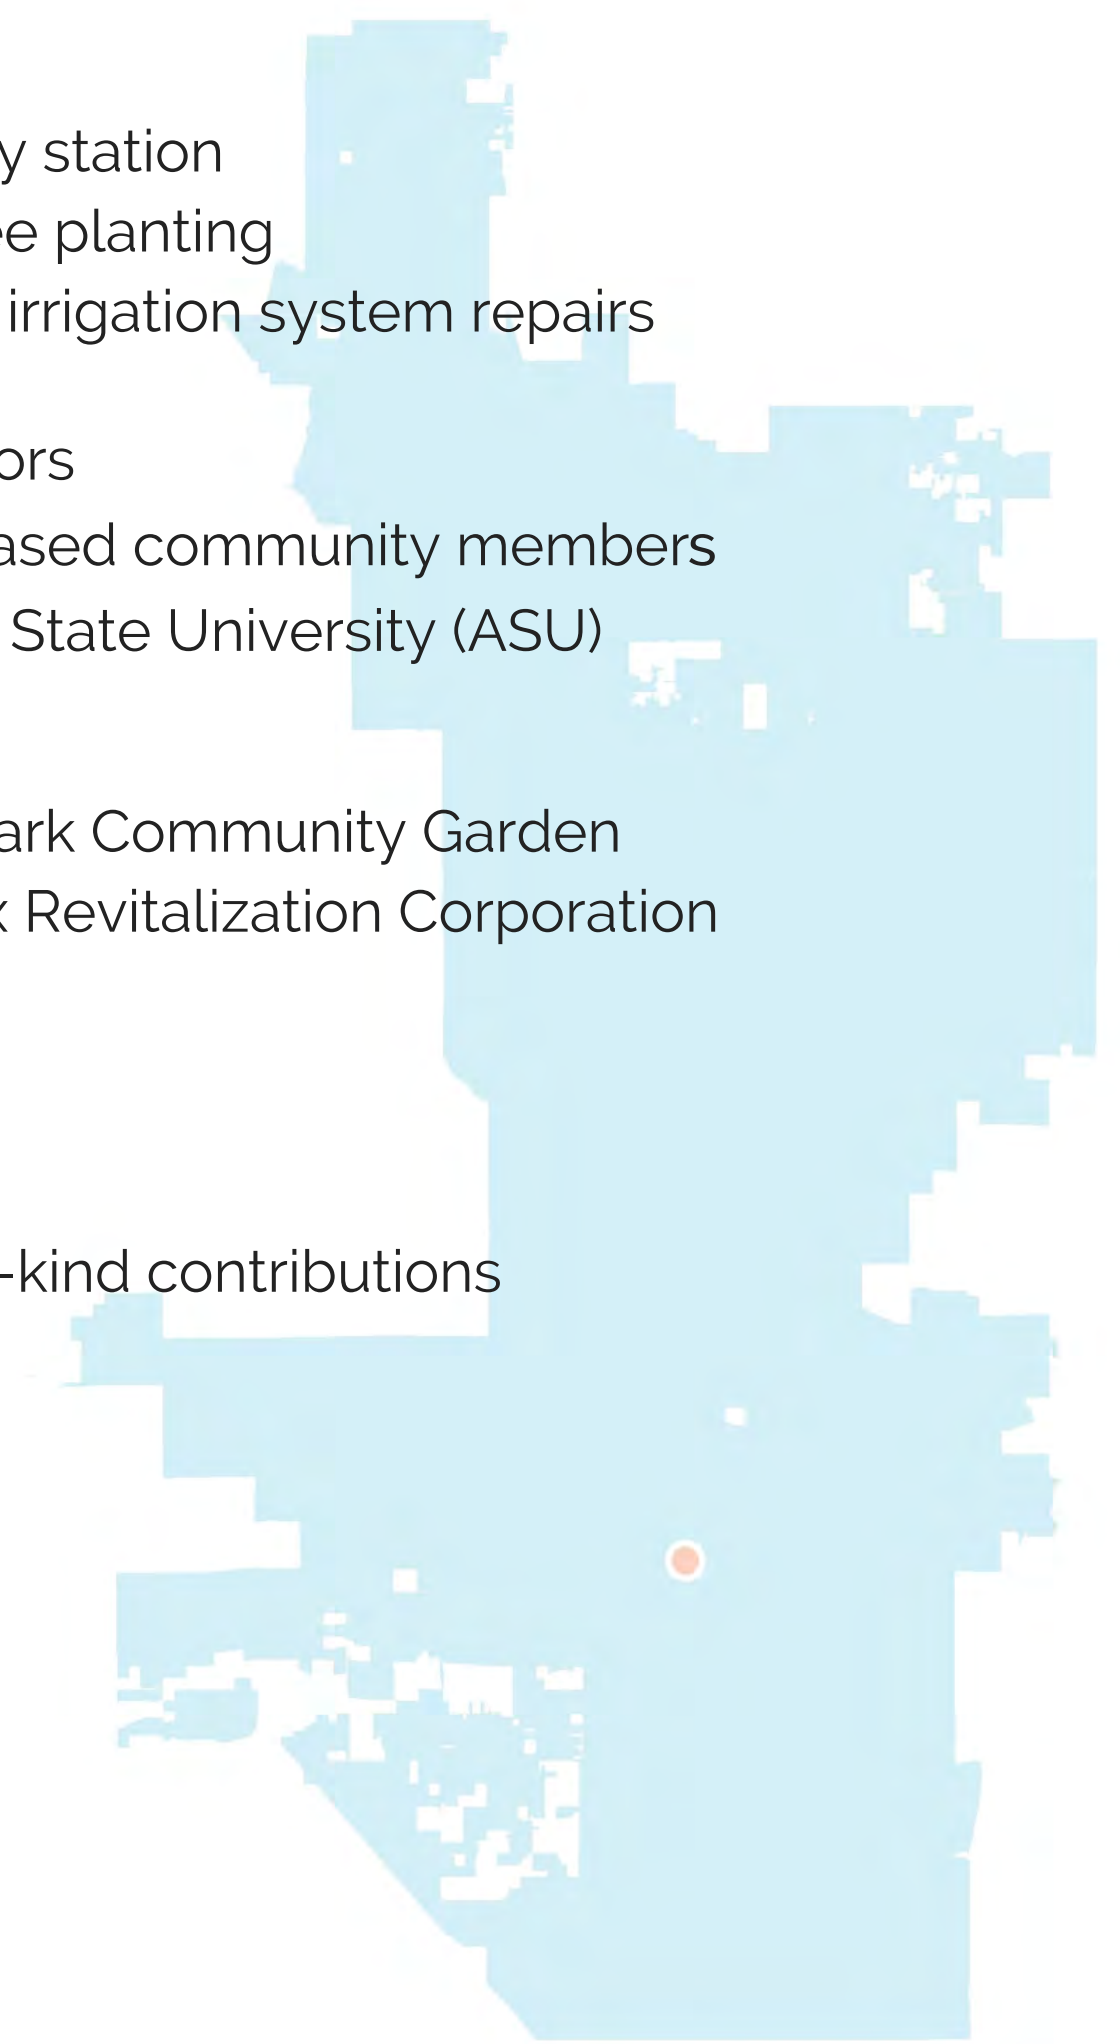 y station
ee planting
irrigation system repairs
ors
ased community members
State University (ASU)
ark Community Garden
x Revitalization Corporation
-kind contributions